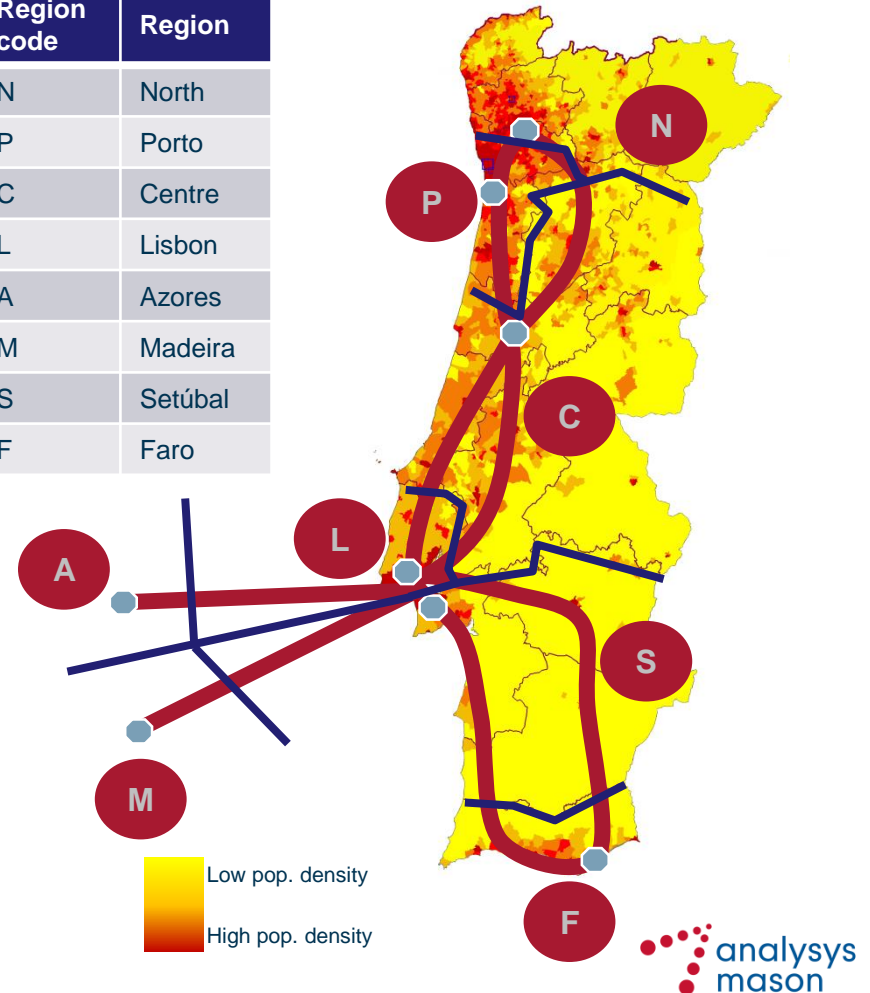 Region code
Region
N
North
P
Porto
C
Centre
L
Lisbon
A
Azores
M
Madeira
S
Setúbal
F
Faro
N
P
C
L
A
S
M
F
Low pop. density
High pop. density
analysys
mason